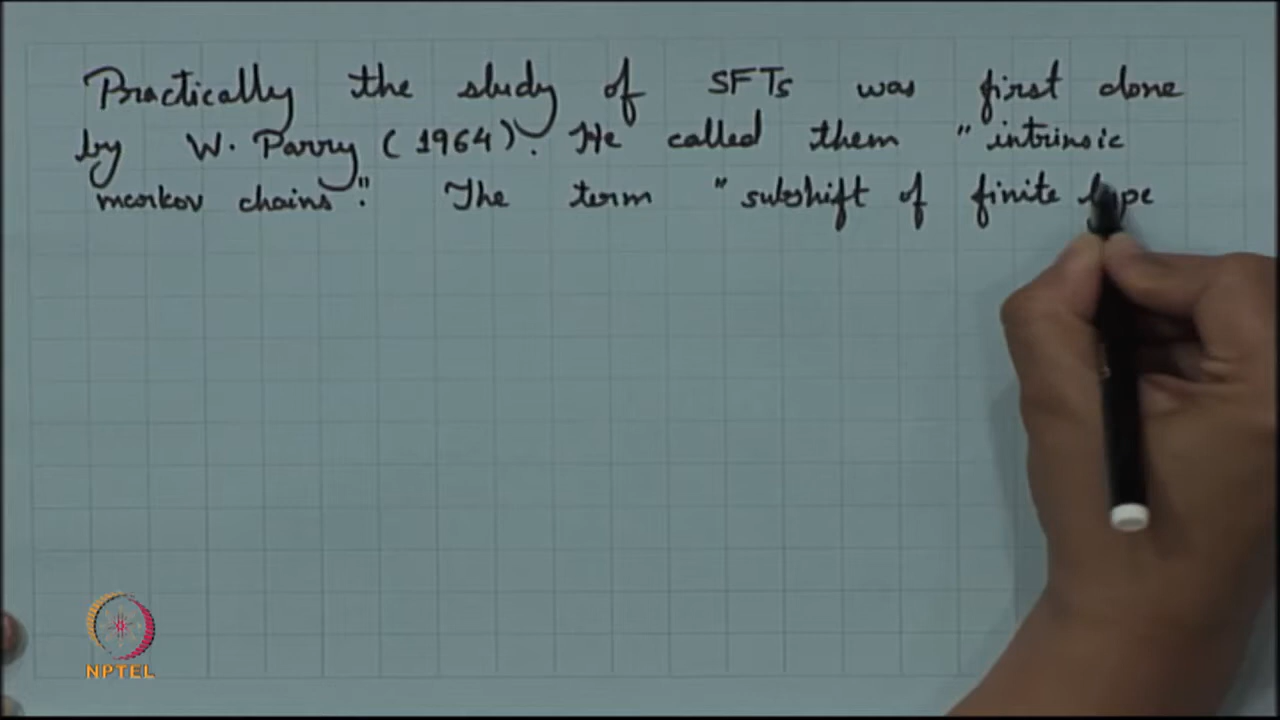 Practically the study of SFTs was first done
by W. Parry (1964). He called them "intrinsic
markov chains". The term "subshift of finite type
NPTEL